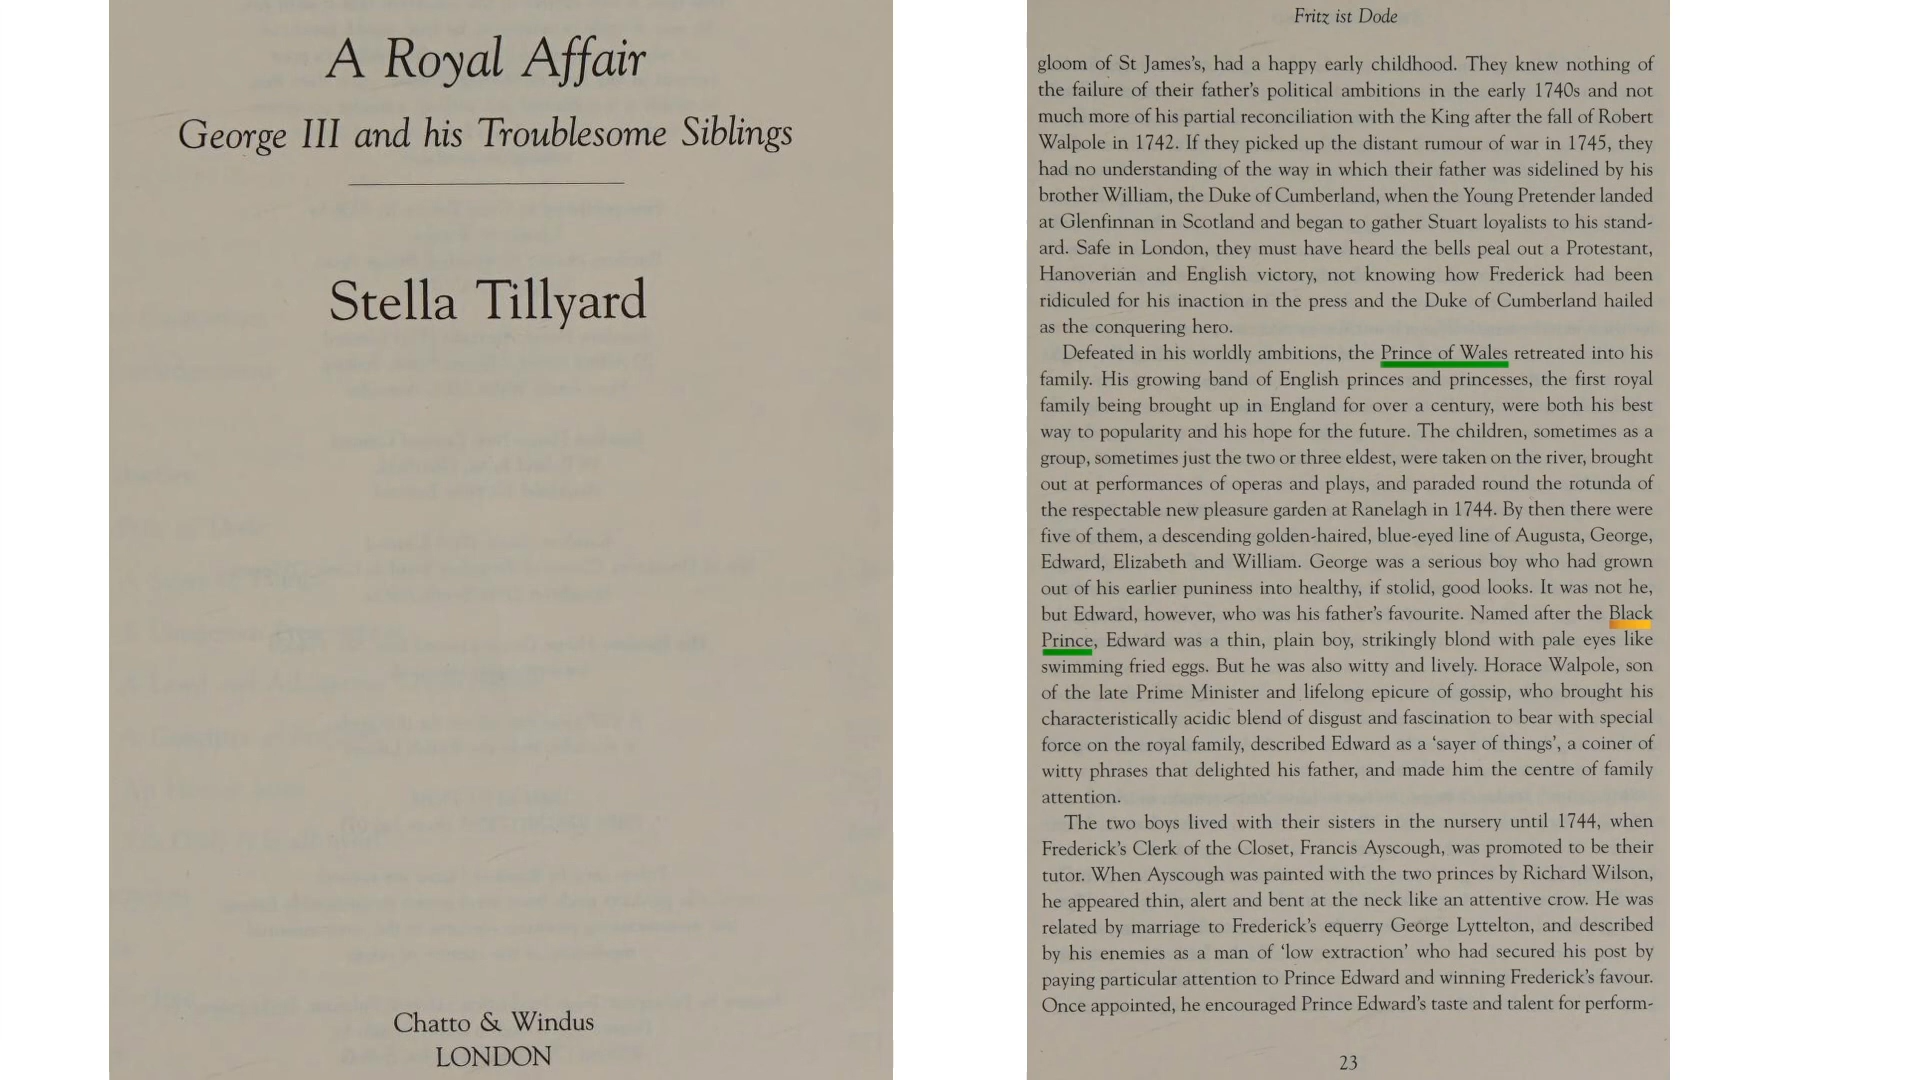 A Royal Affair
George III and his Troublesome Siblings
Stella Tillyard
Chatto & Windus
LONDON
Fritz ist Dode
gloom of St James's, had a happy early childhood. They knew nothing of
the failure of their father's political ambitions in the early 1740s and not
much more of his partial reconciliation with the King after the fall of Robert
Walpole in 1742. If they picked up the distant rumour of war in 1745, they
had no understanding of the way in which their father was sidelined by his
brother William, the Duke of Cumberland, when the Young Pretender landed
at Glenfinnan in Scotland and began to gather Stuart loyalists to his stand-
ard. Safe in London, they must have heard the bells peal out a Protestant,
Hanoverian and English victory, not knowing how Frederick had been
ridiculed for his inaction in the press and the Duke of Cumberland hailed
as the conquering hero.
Defeated in his worldly ambitions, the Prince of Wales retreated into his
family. His growing band of English princes and princesses, the first royal
family being brought up in England for over a century, were both his best
way to popularity and his hope for the future. The children, sometimes as a
group, sometimes just the two or three eldest, were taken on the river, brought
out at performances of operas and plays, and paraded round the rotunda of
the respectable new pleasure garden at Ranelagh in 1744. By then there were
five of them, a descending golden-haired, blue-eyed line of Augusta, George,
Edward, Elizabeth and William. George was a serious boy who had grown
out of his earlier puniness into healthy, if stolid, good looks. It was not he,
but Edward, however, who was his father's favourite. Named after the Black
Prince, Edward was a thin, plain boy, strikingly blond with pale eyes like
swimming fried eggs. But he was also witty and lively. Horace Walpole, son
of the late Prime Minister and lifelong epicure of gossip, who brought his
characteristically acidic blend of disgust and fascination to bear with special
force on the royal family, described Edward as a 'sayer of things', a coiner of
witty phrases that delighted his father, and made him the centre of family
attention.
The two boys lived with their sisters in the nursery until 1744, when
Frederick's Clerk of the Closet, Francis Ayscough, was promoted to be their
tutor. When Ayscough was painted with the two princes by Richard Wilson,
he appeared thin, alert and bent at the neck like an attentive crow. He was
related by marriage to Frederick's equerry George Lyttelton, and described
by his enemies as a man of 'low extraction' who had secured his post by
paying particular attention to Prince Edward and winning Frederick's favour.
Once appointed, he encouraged Prince Edward's taste and talent for perform-
23